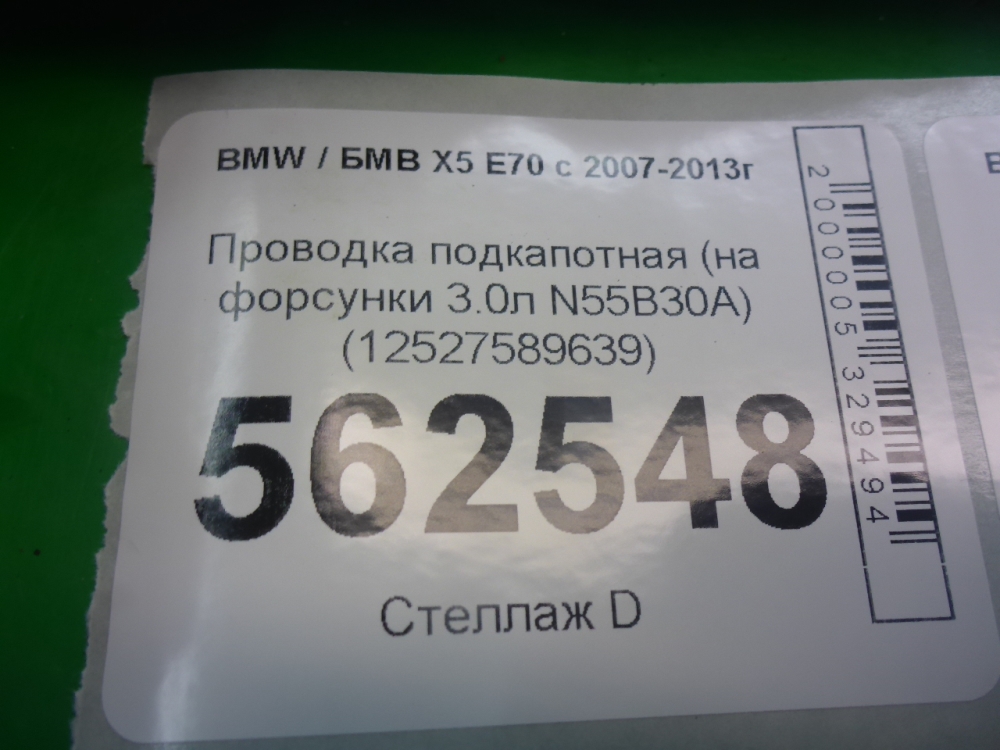 BMW / БМВ X5 E70 с 2007-2013г
Проводка подкапотная (на
форсунки 3.0л N55B30A)
(12527589639)
562548
Стеллаж D
2000005329494